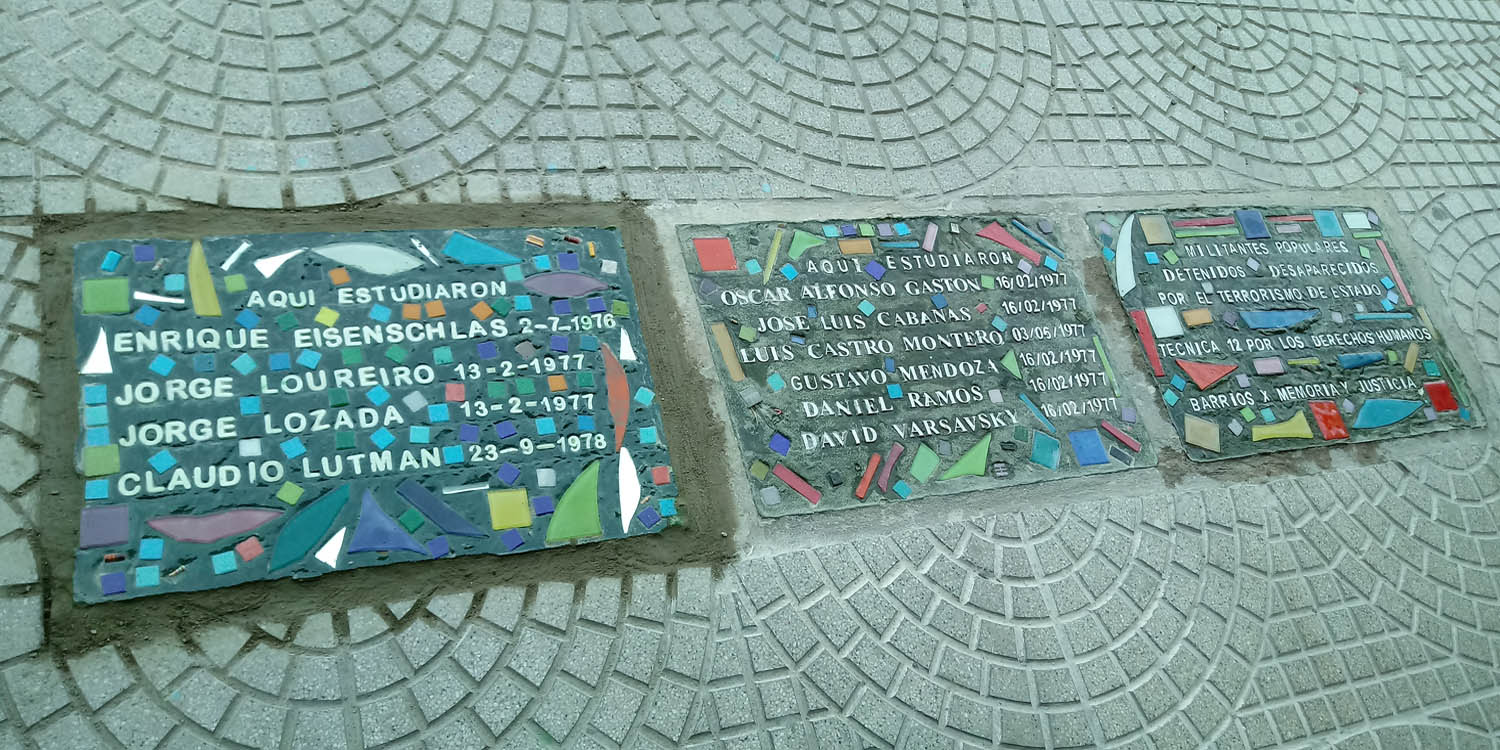 AQUI ESTUDIARON
ENRIQUE EISENSCHLAS 2-7-1976
JORGE LOUREIRO 13-2-1977
JORGE LOZADA 13-2-1977
CLAUDIO LUTMAN 23-9-1978
AQUI ESTUDIARON
OSCAR ALFONSO GASTON 16/02/1977
JOSE LUIS CABAÑAS 16/02/1977
LUIS CASTRO MONTERO 03/05/1977
GUSTAVO MENDOZA 16/02/1977
DANIEL RAMOS 16/02/1977
DAVID VARSAVSKY 16/02/1977
MILITANTES POPULARES
DETENIDOS DESAPARECIDOS
POR EL TERRORISMO DE ESTADO
TECNICA 12 POR LOS DERECHOS HUMANOS
BARRIOS X MEMORIA Y JUSTICIA